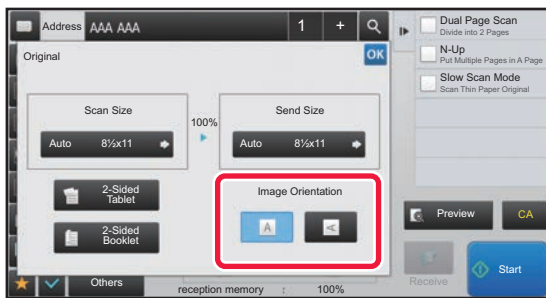 Address AAA AAA 1 +
Original OK
Scan Size
Auto 8½x11
100%
Send Size
Auto 8½x11
2-Sided
Tablet
2-Sided
Booklet
Image Orientation
A
A
Others
reception memory : 100%
Dual Page Scan
Divide into 2 Pages
N-Up
Put Multiple Pages in A Page
Slow Scan Mode
Scan Thin Paper Original
Preview CA
Receive
Start